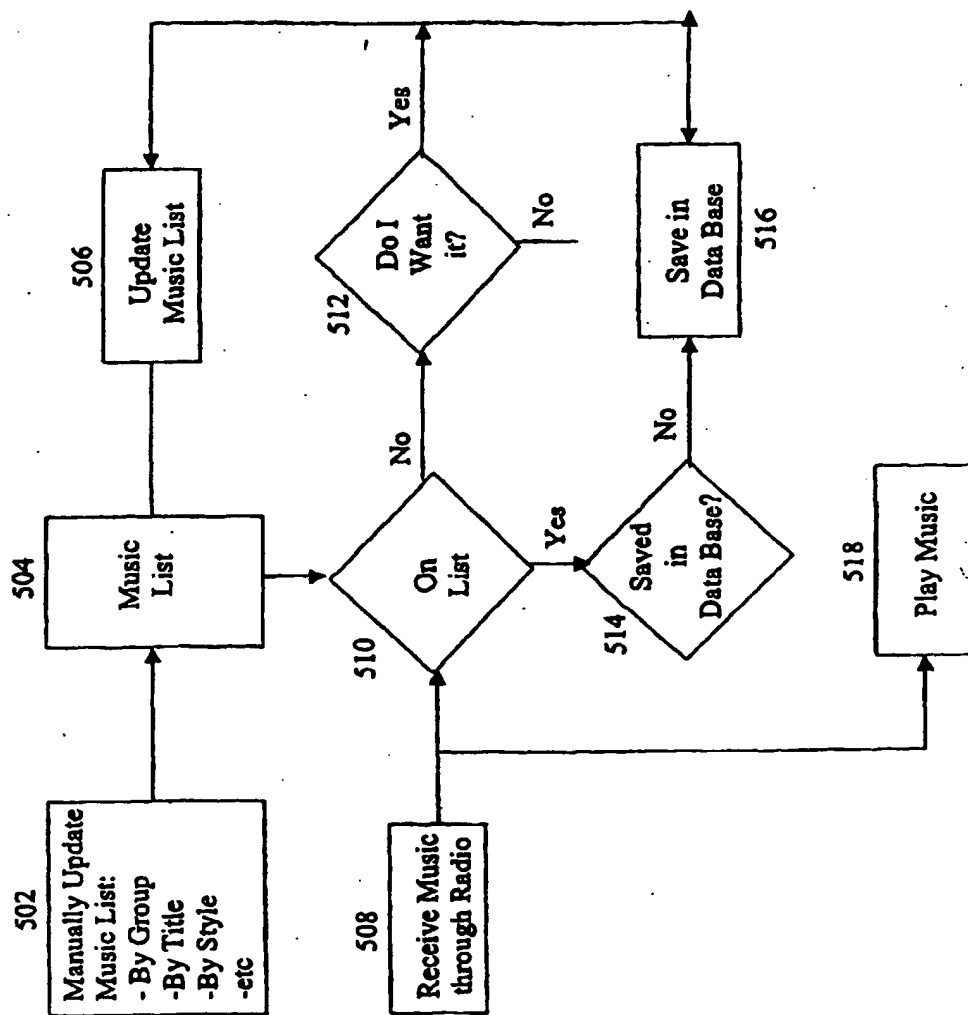 502
Manually Update
Music List:
- By Group
-By Title
-By Style
-etc
504
Music
List
506
Update
Music List
508
Receive Music
through Radio
510
On
List
No
512
Do I
Want
it?
Yes
No
Yes
514
Saved
in
Data Base?
No
Save in
Data Base
516
518
Play Music